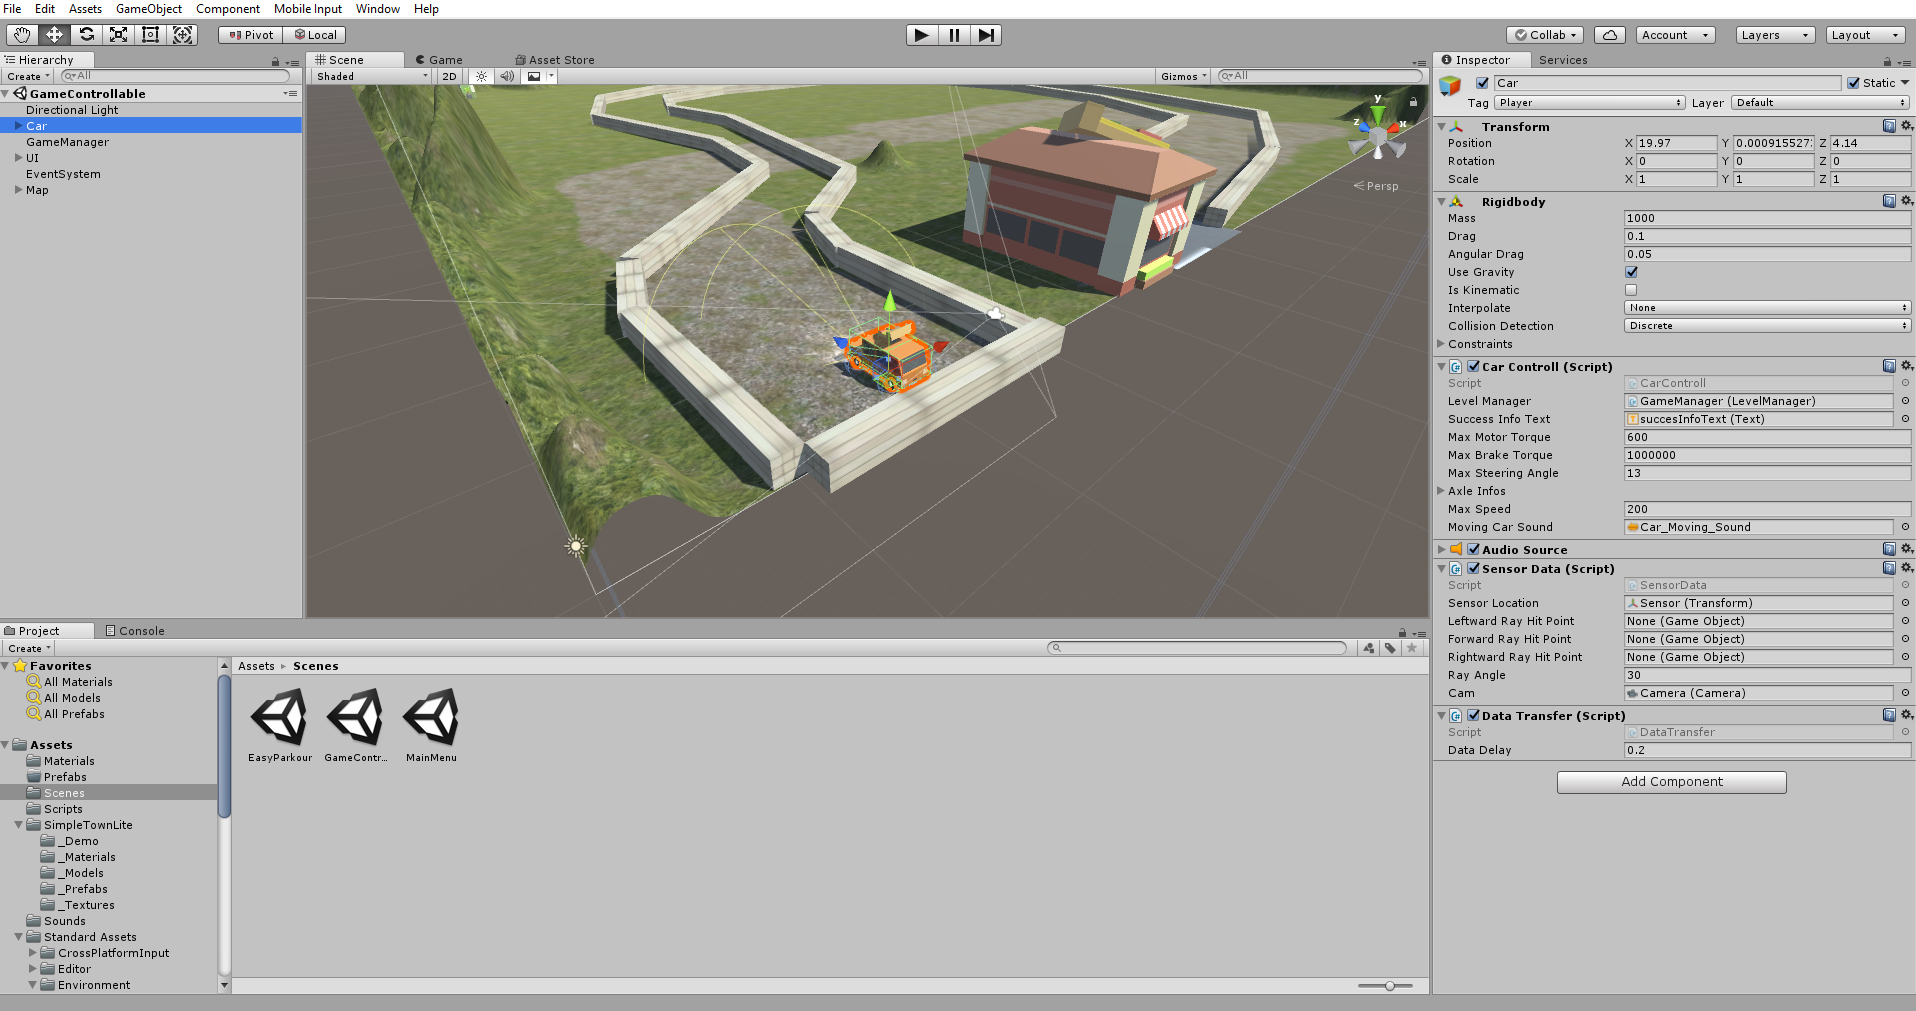 File Edit Assets GameObject Component Mobile Input Window Help
Pivot Local Collab Account Layers Layout
Hierarchy
Create All
GameControllable
Directional Light
Car
GameManager
UI
EventSystem
Map
Scene Game Asset Store
Shaded 2D Gizmos All
y
x
z
Persp
Inspector Services
Car Static
Tag Player Layer Default
Transform
Position X 19.97 Y 0.00091552 Z 4.14
Rotation X 0 Y 0 Z 0
Scale X 1 Y 1 Z 1
Rigidbody
Mass 1000
Drag 0.1
Angular Drag 0.05
Use Gravity
Is Kinematic
Interpolate None
Collision Detection Discrete
Constraints
Car Controll (Script)
Script CarControll
Level Manager GameManager (LevelManager)
Success Info Text succesInfoText (Text)
Max Motor Torque 600
Max Brake Torque 1000000
Max Steering Angle 13
Axle Infos
Max Speed 200
Moving Car Sound Car_Moving_Sound
Audio Source
Sensor Data (Script)
Script SensorData
Sensor Location Sensor (Transform)
Leftward Ray Hit Point None (Game Object)
Forward Ray Hit Point None (Game Object)
Rightward Ray Hit Point None (Game Object)
Ray Angle 30
Cam Camera (Camera)
Data Transfer (Script)
Script DataTransfer
Data Delay 0.2
Add Component
Project Console
Create
Favorites
All Materials
All Models
All Prefabs
Assets
Materials
Prefabs
Scenes
Scripts
SimpleTownLite
_Demo
_Materials
_Models
_Prefabs
_Textures
Sounds
Standard Assets
CrossPlatformInput
Editor
Environment
Assets ▸ Scenes
EasyParkour GameContr... MainMenu